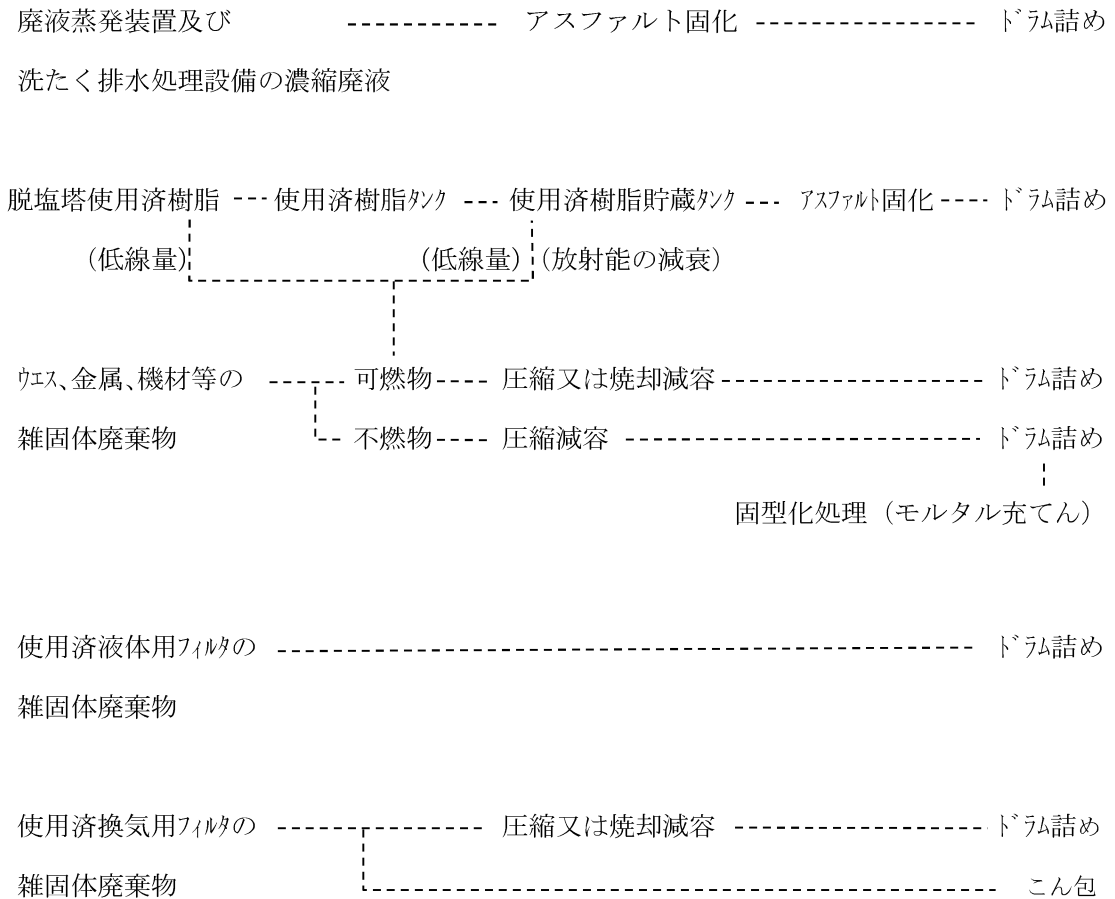 廃液蒸発装置及び アスファルト固化 ﾄﾞﾗﾑ詰め
洗たく排水処理設備の濃縮廃液
脱塩塔使用済樹脂 使用済樹脂ﾀﾝｸ 使用済樹脂貯蔵ﾀﾝｸ ｱｽﾌｧﾙﾄ固化 ﾄﾞﾗﾑ詰め
（低線量） （低線量） （放射能の減衰）
ｳｴｽ、金属、機材等の 可燃物 圧縮又は焼却減容 ﾄﾞﾗﾑ詰め
雑固体廃棄物 不燃物 圧縮減容 ﾄﾞﾗﾑ詰め
固型化処理（モルタル充てん）
使用済液体用ﾌｨﾙﾀの ﾄﾞﾗﾑ詰め
雑固体廃棄物
使用済換気用ﾌｨﾙﾀの 圧縮又は焼却減容 ﾄﾞﾗﾑ詰め
雑固体廃棄物 こん包